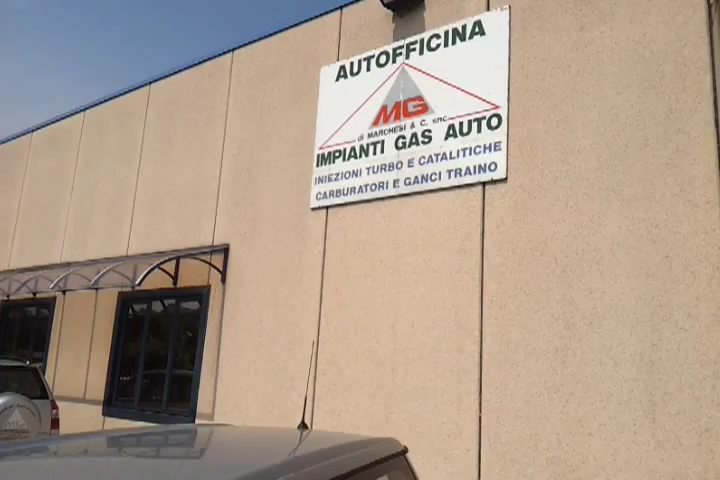 AUTOFFICINA
MG
di MARCHESI & C. snc
IMPIANTI GAS AUTO
INIEZIONI TURBO E CATALITICHE
CARBURATORI E GANCI TRAINO